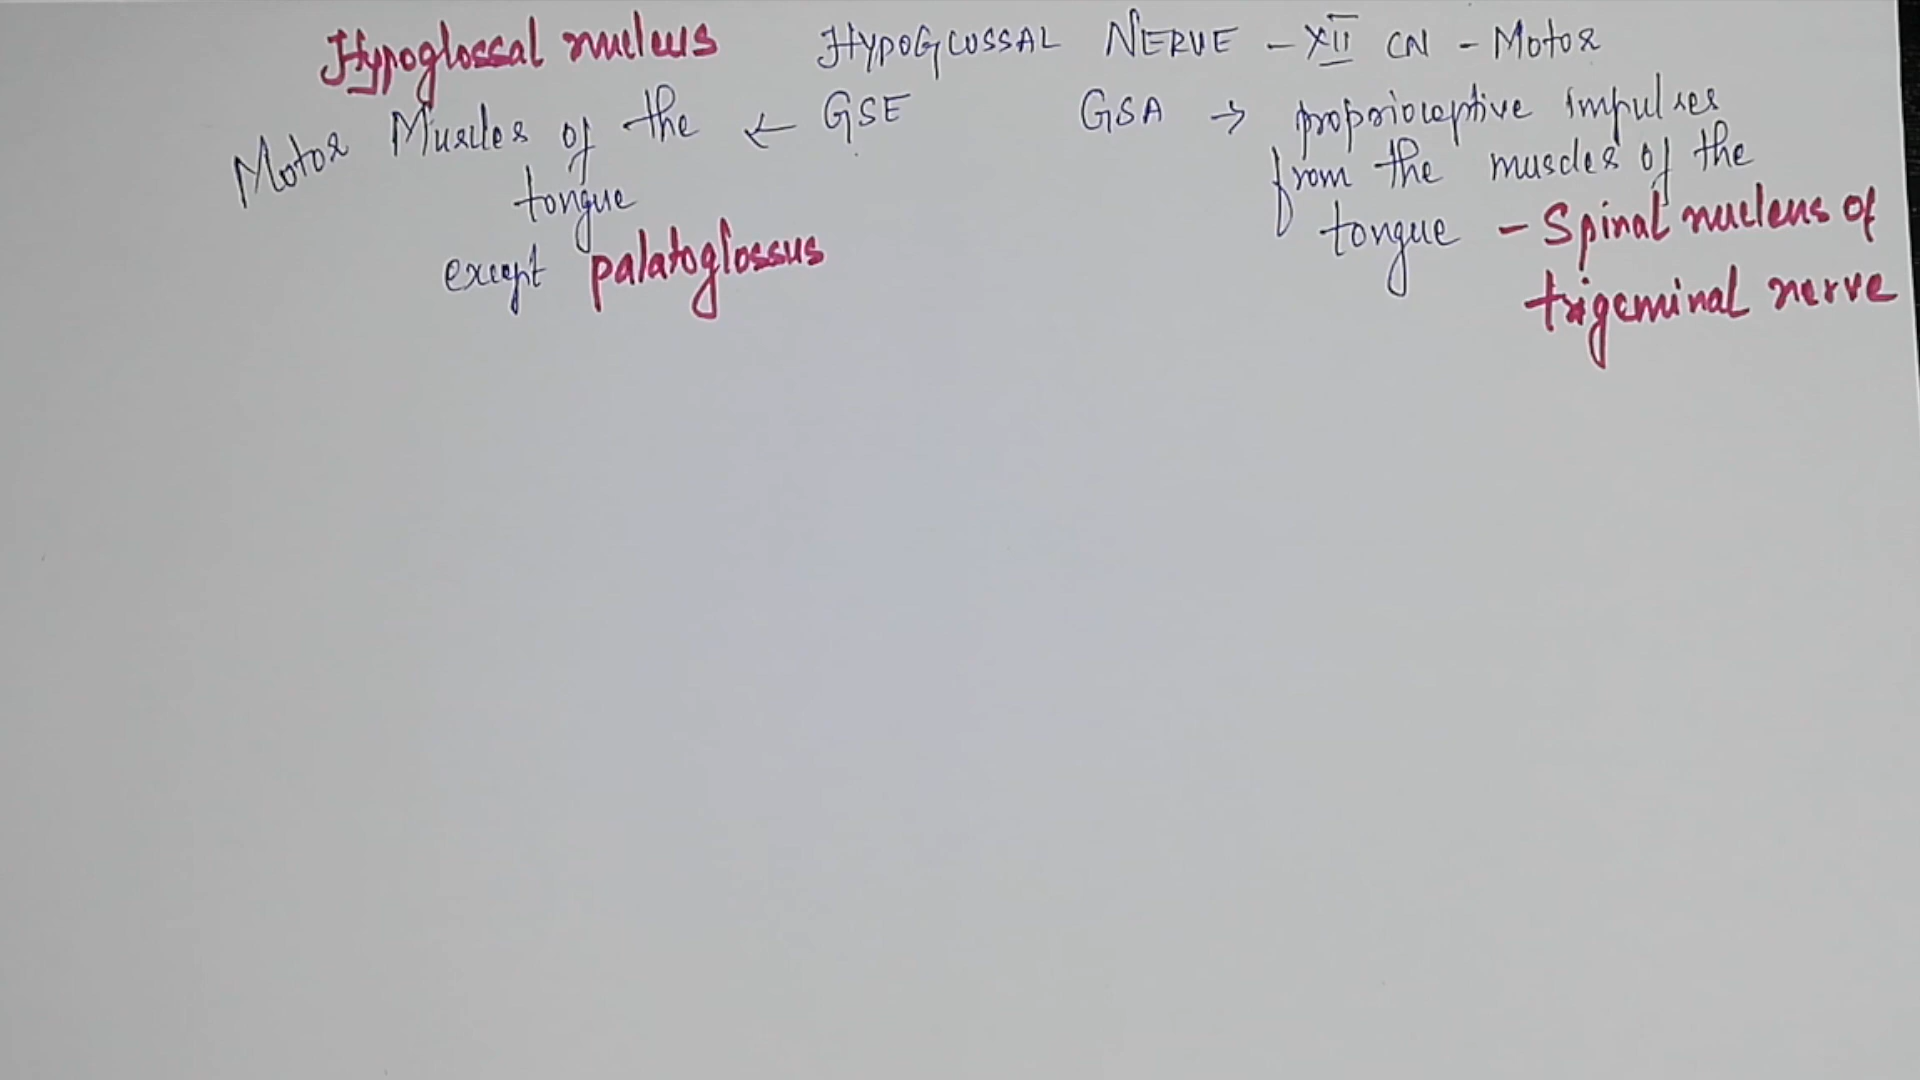 Hypoglossal nucleus HYPOGLOSSAL NERVE - XII CN - Motor
Motor Muscles of the ← GSE GSA → proprioceptive impulses
tongue from the muscles of the
except palatoglossus tongue - Spinal nucleus of
trigeminal nerve